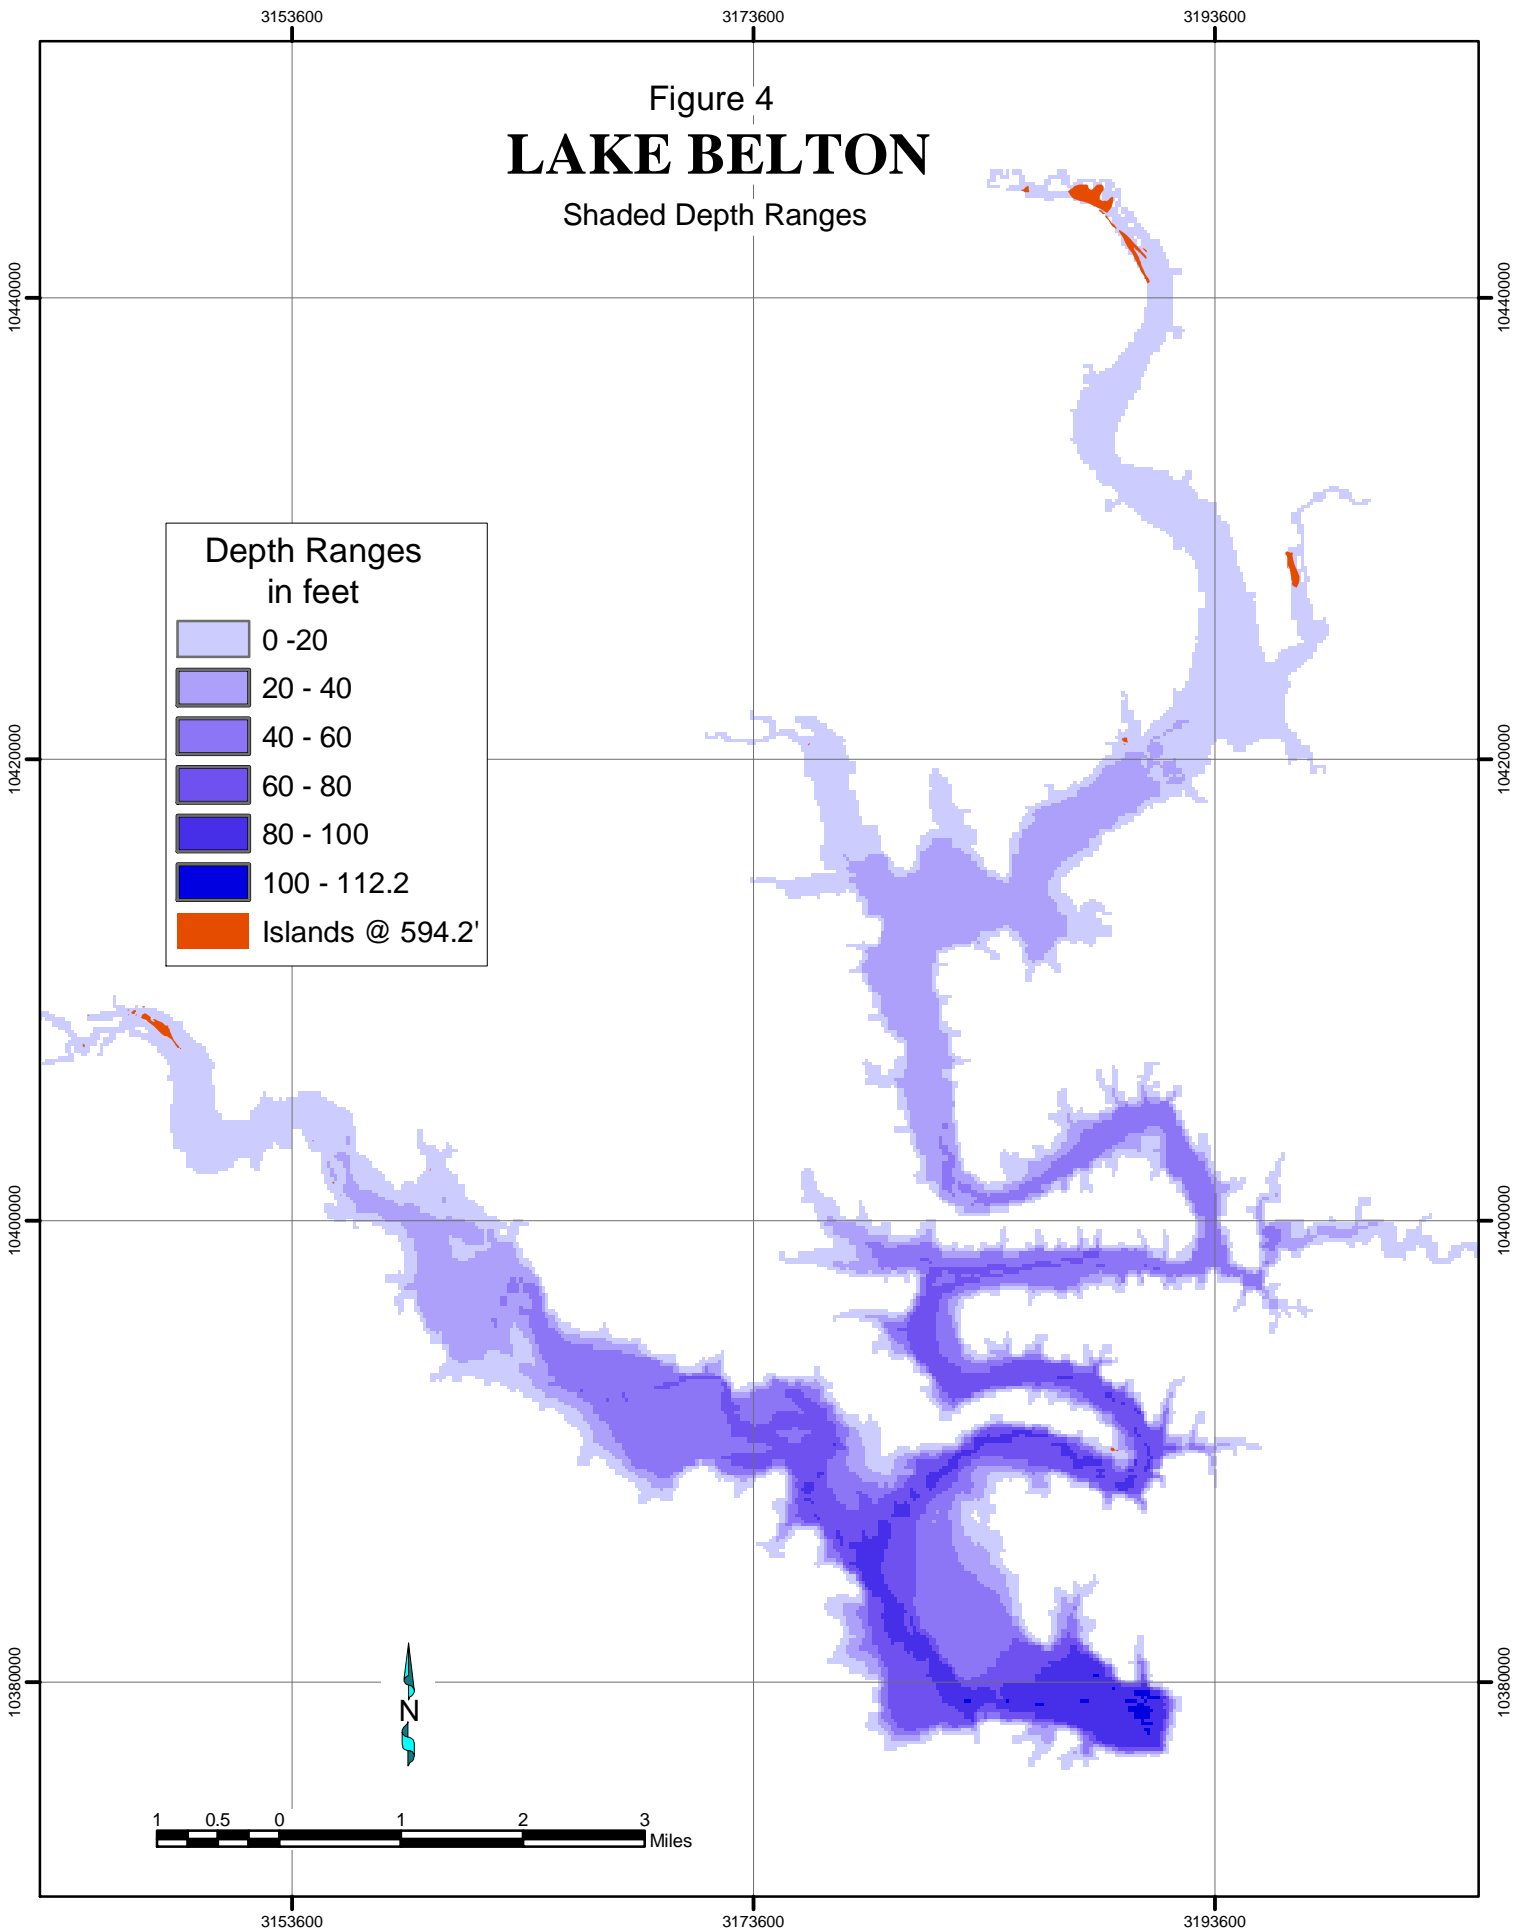 3153600 3173600 3193600
Figure 4
LAKE BELTON
Shaded Depth Ranges
10440000 10440000
Depth Ranges
in feet
0 -20
20 - 40
40 - 60
60 - 80
80 - 100
100 - 112.2
Islands @ 594.2'
10420000 10420000
10400000 10400000
10380000 10380000
N
1 0.5 0 1 2 3
Miles
3153600 3173600 3193600